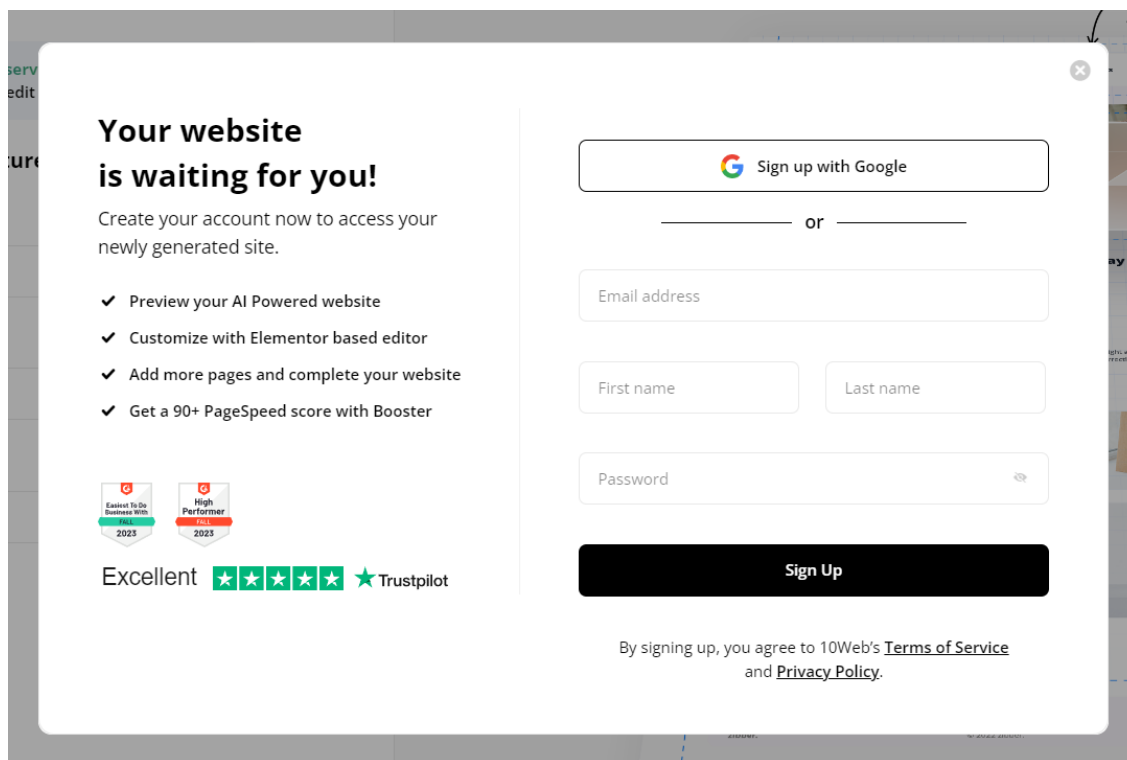 serv
edit
ture
Your website
is waiting for you!
Create your account now to access your
newly generated site.
Preview your AI Powered website
Customize with Elementor based editor
Add more pages and complete your website
Get a 90+ PageSpeed score with Booster
Easiest To Do
Business With
FALL
2023
High
Performer
FALL
2023
Excellent
Trustpilot
Sign up with Google
or
Email address
First name
Last name
Password
Sign Up
By signing up, you agree to 10Web's Terms of Service
and Privacy Policy.
ay